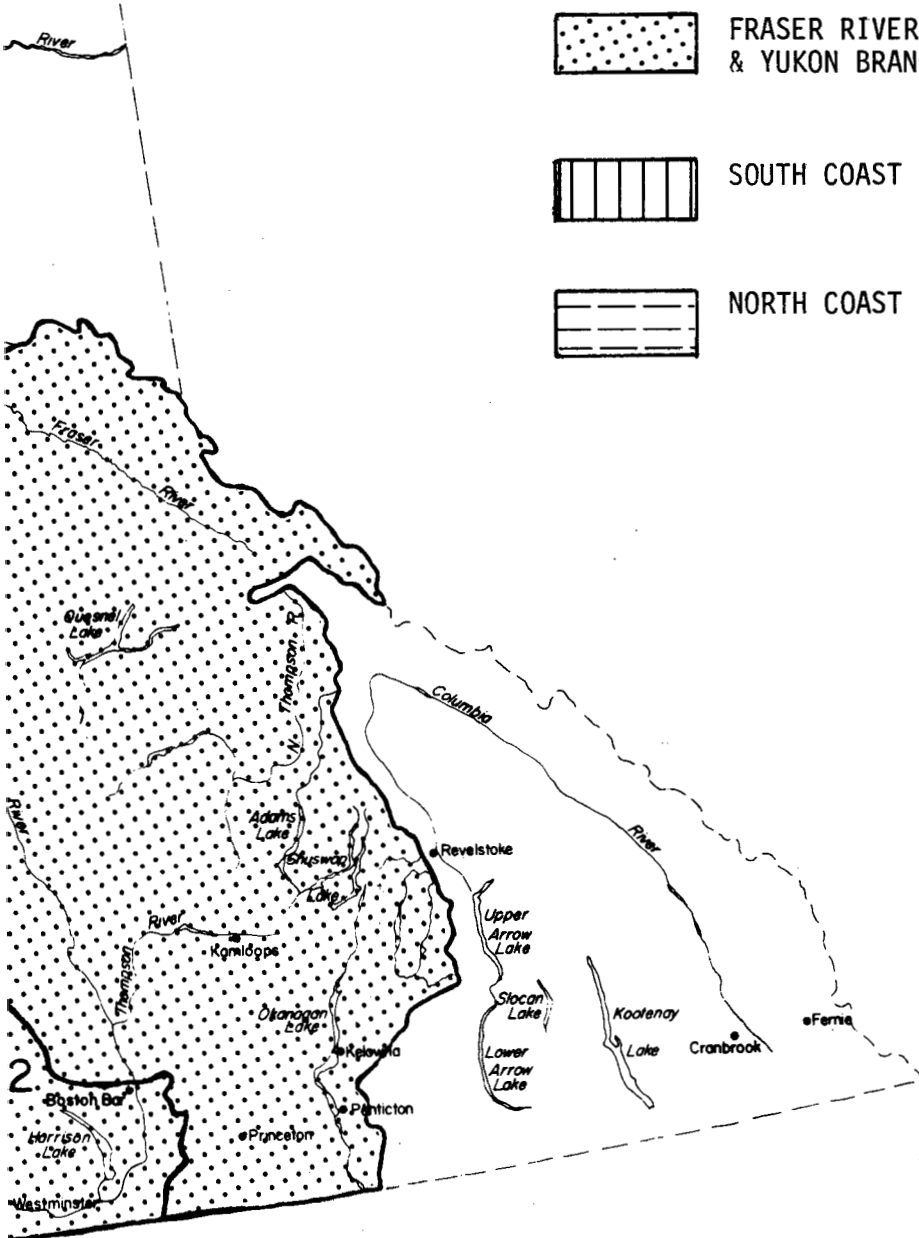 River
FRASER RIVER
& YUKON BRAN
SOUTH COAST
NORTH COAST
Fraser
River
Quesnel
Lake
N. Thompson R.
Columbia
River
River
Adams
Lake
Shuswap
Lake
Revelstoke
Upper
Arrow
Lake
River
Kamloops
Thompson
Slocan
Lake
Okanagan
Lake
Kootenay
Lake
Fernie
Cranbrook
Kelowna
Lower
Arrow
Lake
2
Boston Bar
Penticton
Harrison
Lake
Princeton
Westminster